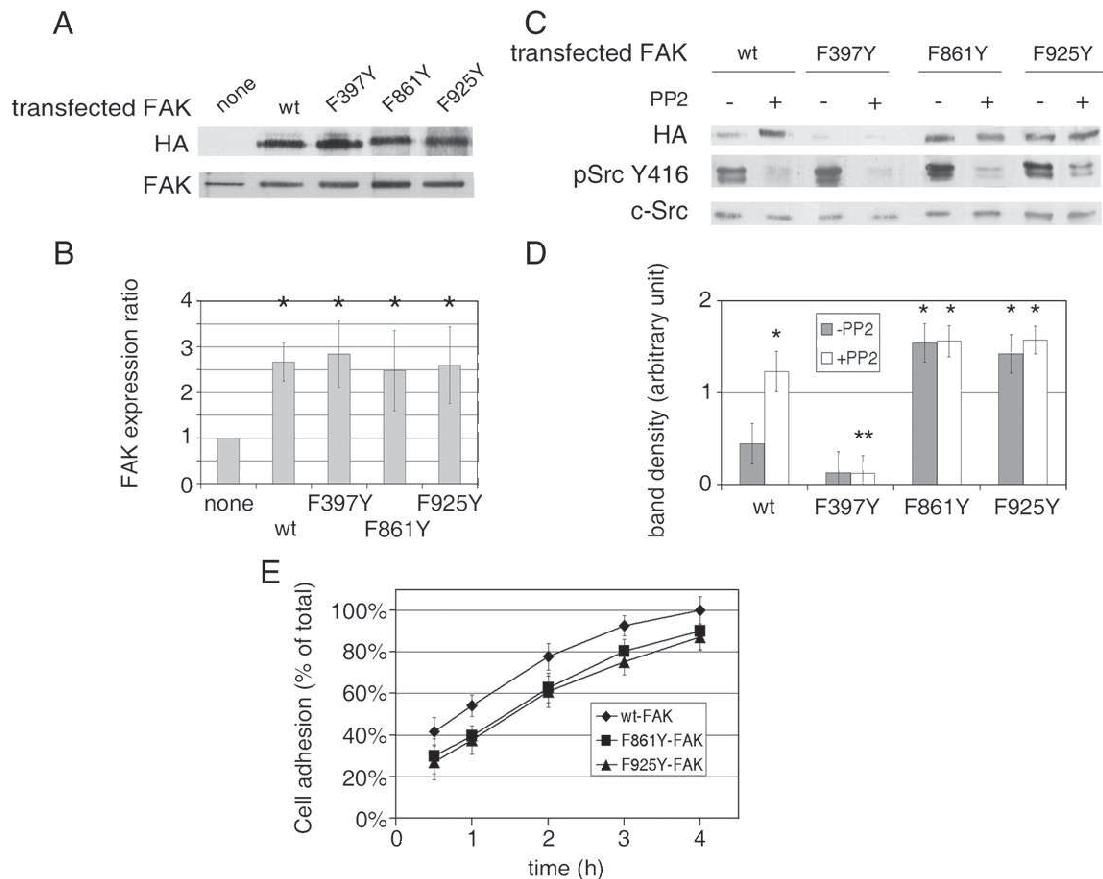 A
transfected FAK
none
wt
F397Y
F861Y
F925Y
HA
FAK
B
FAK expression ratio
4
3
2
1
0
none
wt
F397Y
F861Y
F925Y
*
*
*
*
C
transfected FAK
wt
F397Y
F861Y
F925Y
PP2
-
+
-
+
-
+
-
+
HA
pSrc Y416
c-Src
D
band density (arbitrary unit)
2
1
0
-PP2
+PP2
*
**
*
*
*
*
wt
F397Y
F861Y
F925Y
E
Cell adhesion (% of total)
100%
80%
60%
40%
20%
0%
wt-FAK
F861Y-FAK
F925Y-FAK
0
1
2
3
4
time (h)